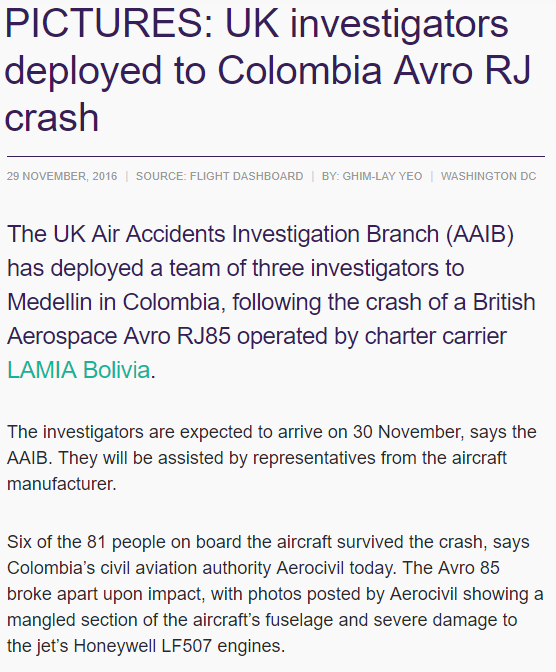 PICTURES: UK investigators
deployed to Colombia Avro RJ
crash
29 NOVEMBER, 2016 | SOURCE: FLIGHT DASHBOARD | BY: GHIM-LAY YEO | WASHINGTON DC
The UK Air Accidents Investigation Branch (AAIB)
has deployed a team of three investigators to
Medellin in Colombia, following the crash of a British
Aerospace Avro RJ85 operated by charter carrier
LAMIA Bolivia.
The investigators are expected to arrive on 30 November, says the
AAIB. They will be assisted by representatives from the aircraft
manufacturer.
Six of the 81 people on board the aircraft survived the crash, says
Colombia’s civil aviation authority Aerocivil today. The Avro 85
broke apart upon impact, with photos posted by Aerocivil showing a
mangled section of the aircraft’s fuselage and severe damage to
the jet’s Honeywell LF507 engines.